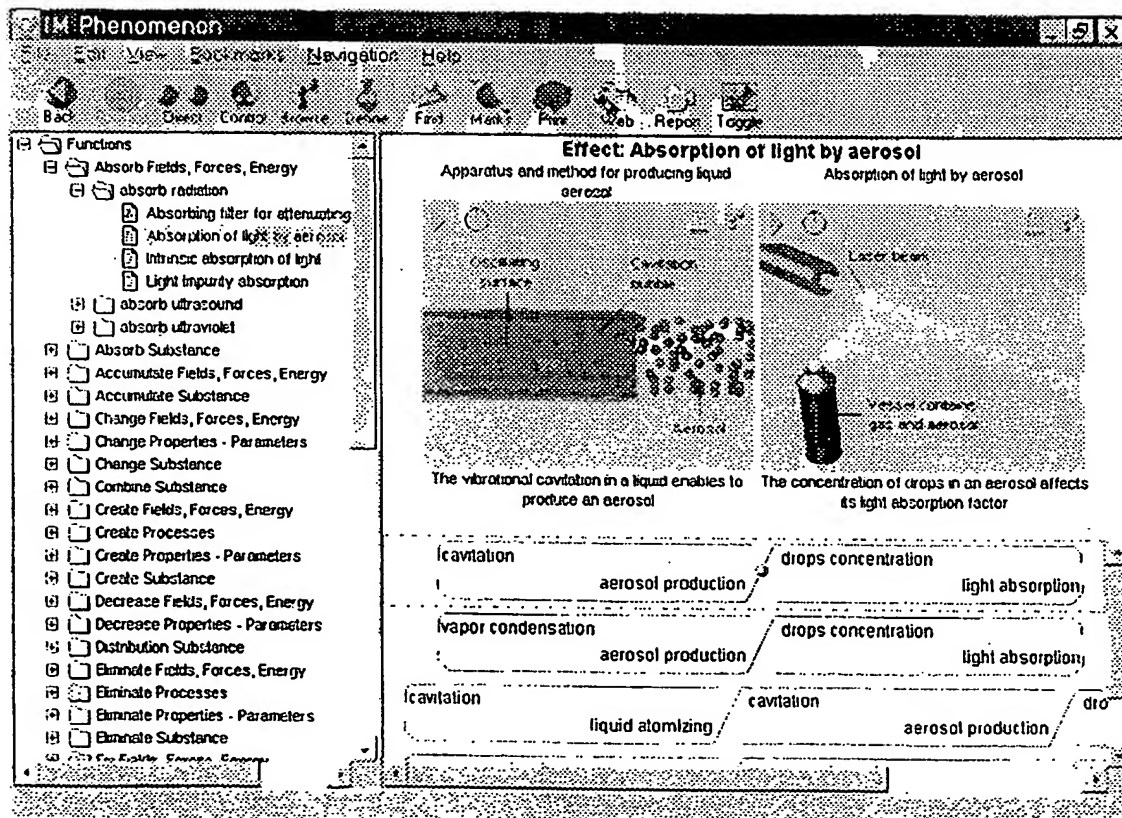 IM Phenomenon
Edit View Bookmarks Navigation Help
Back Direct Control Browse Define Find Marks Print Web Report Toggle
Functions
Absorb Fields, Forces, Energy
absorb radiation
Absorbing filter for attenuating
Absorption of light by aerosol
Intrinsic absorption of light
Light impurity absorption
absorb ultrasound
absorb ultraviolet
Absorb Substance
Accumulate Fields, Forces, Energy
Accumulate Substance
Change Fields, Forces, Energy
Change Properties - Parameters
Change Substance
Combine Substance
Create Fields, Forces, Energy
Create Processes
Create Properties - Parameters
Create Substance
Decrease Fields, Forces, Energy
Decrease Properties - Parameters
Distribution Substance
Eliminate Fields, Forces, Energy
Eliminate Processes
Eliminate Properties - Parameters
Eliminate Substance
Effect: Absorption of light by aerosol
Apparatus and method for producing liquid
aerosol
Absorption of light by aerosol
Oscillating
surface
Cavitation
bubble
Aerosol
Laser beam
Vessel contains
gas and aerosol
The vibrational cavitation in a liquid enables to
produce an aerosol
The concentration of drops in an aerosol affects
its light absorption factor
cavitation
aerosol production
drops concentration
light absorption
vapor condensation
aerosol production
drops concentration
light absorption
cavitation
liquid atomizing
cavitation
aerosol production
dro